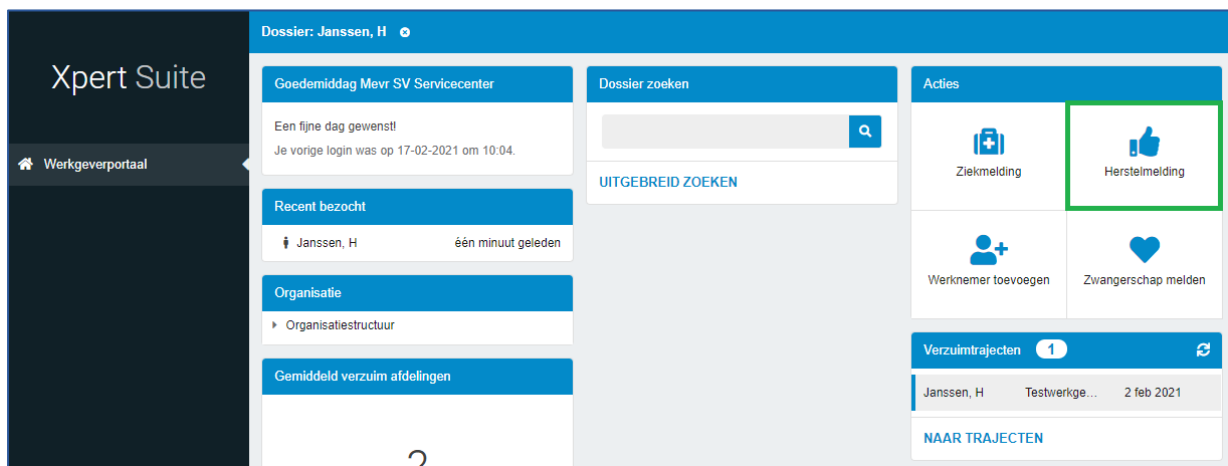 Xpert Suite
Werkgeverportaal
Dossier: Janssen, H
Goedemiddag Mevr SV Servicecenter
Een fijne dag gewenst!
Je vorige login was op 17-02-2021 om 10:04.
Recent bezocht
Janssen, H één minuut geleden
Organisatie
Organisatiestructuur
Gemiddeld verzuim afdelingen
Dossier zoeken
UITGEBREID ZOEKEN
Acties
Ziekmelding Herstelmelding
Werknemer toevoegen Zwangerschap melden
Verzuimtrajecten 1
Janssen, H Testwerkge... 2 feb 2021
NAAR TRAJECTEN